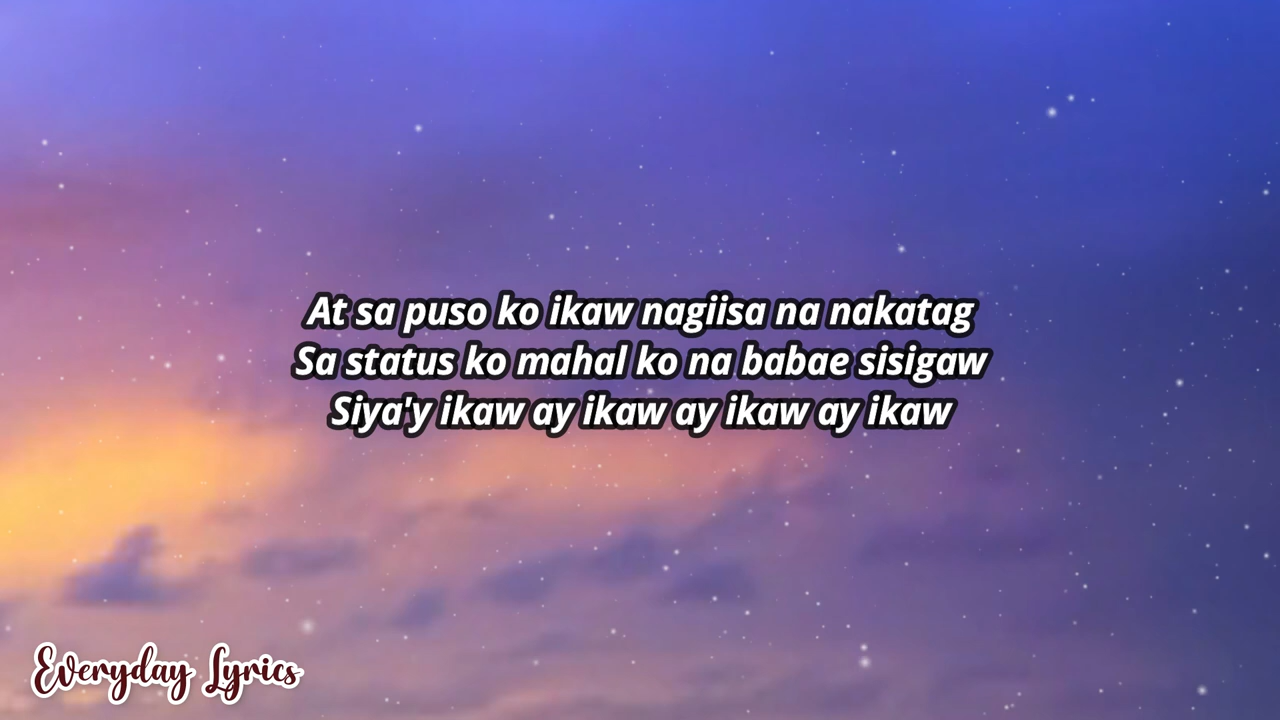 At sa puso ko ikaw nagiisa na nakatag
Sa status ko mahal ko na babae sisigaw
Siya'y ikaw ay ikaw ay ikaw ay ikaw
Everyday Lyrics